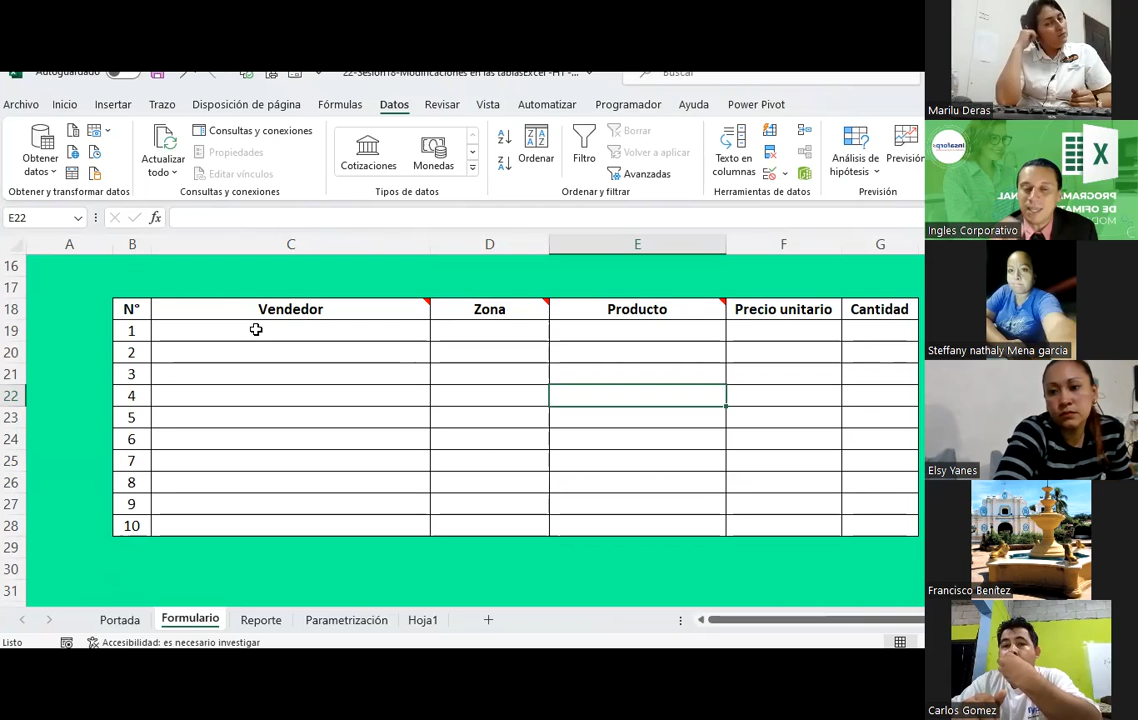 Autoguardado
22-Sesion18-Modificaciones en las tablasExcel -HT -...
Buscar
Archivo Inicio Insertar Trazo Disposición de página Fórmulas Datos Revisar Vista Automatizar Programador Ayuda Power Pivot
Obtener datos
Obtener y transformar datos
Actualizar todo
Consultas y conexiones
Propiedades
Editar vínculos
Consultas y conexiones
Cotizaciones
Monedas
Tipos de datos
Ordenar
Filtro
Borrar
Volver a aplicar
Avanzadas
Ordenar y filtrar
Texto en columnas
Herramientas de datos
Análisis de hipótesis
Previsión
Previsión
E22
fx
A B C D E F G
16
17
18 N° Vendedor Zona Producto Precio unitario Cantidad
19 1
20 2
21 3
22 4
23 5
24 6
25 7
26 8
27 9
28 10
29
30
31
Portada Formulario Reporte Parametrización Hoja1
Listo
Accesibilidad: es necesario investigar
Marilu Deras
Ingles Corporativo
Steffany nathaly Mena garcia
Elsy Yanes
Francisco Benítez
Carlos Gomez